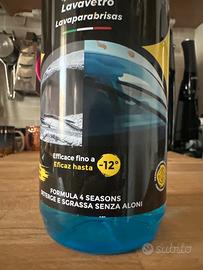 Lavavetro
Lavaparabrisas
Efficace fino a
Eficaz hasta
-12°
FORMULA 4 SEASONS
DETERGE E SGRASSA SENZA ALONI
subito